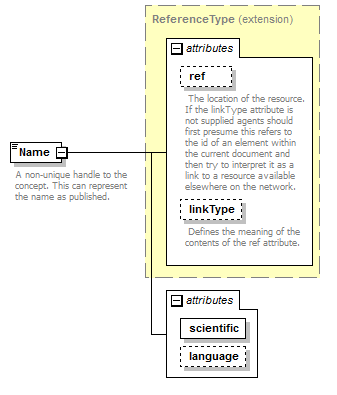 ReferenceType (extension)
attributes
ref
The location of the resource.
If the linkType attribute is
not supplied agents should
first presume this refers to
the id of an element within
the current document and
then try to interpret it as a
link to a resource available
elsewhere on the network.
linkType
Defines the meaning of the
contents of the ref attribute.
Name
A non-unique handle to the
concept. This can represent
the name as published.
attributes
scientific
language